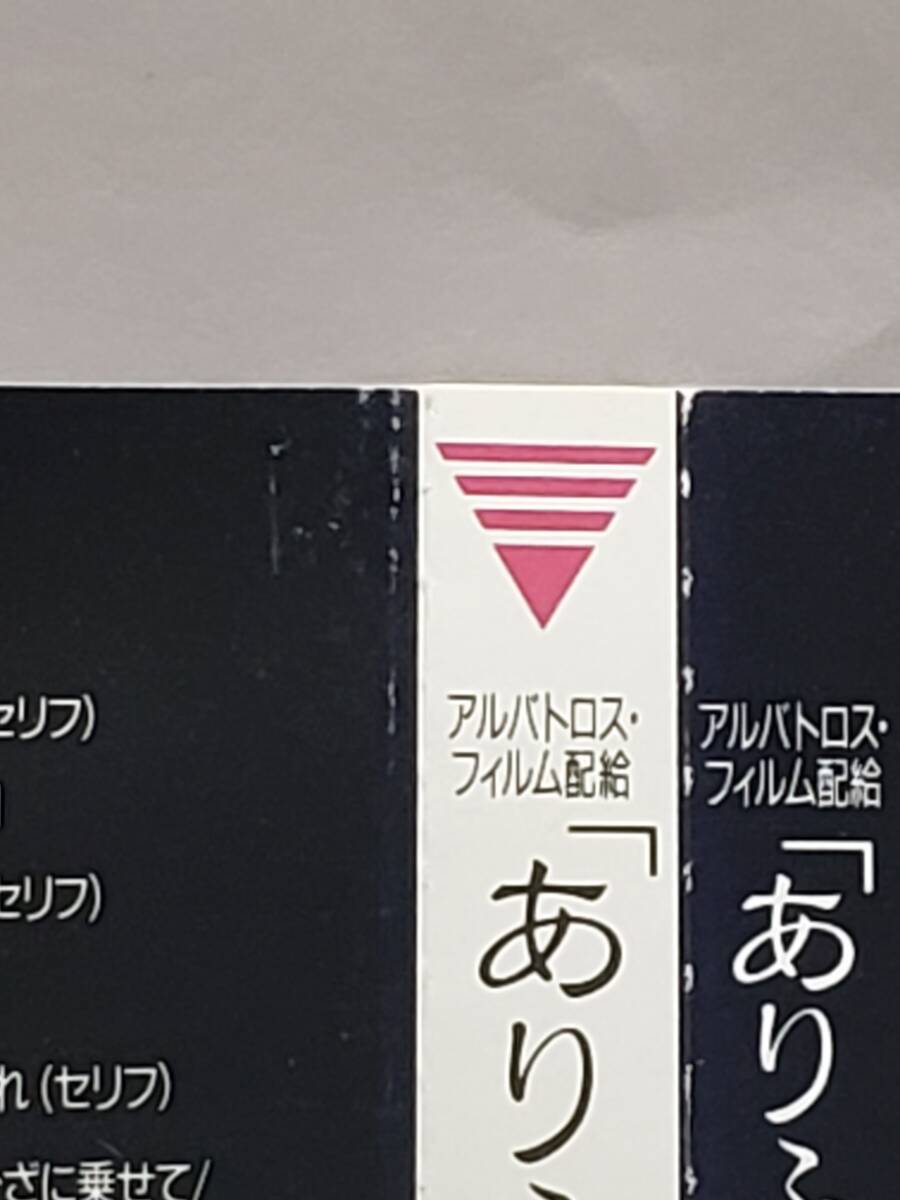 セリフ)
セリフ)
れ (セリフ)
ざに乗せて/
アルバトロス・
フィルム配給
「あり
アルバトロス・
フィルム配給
「あり